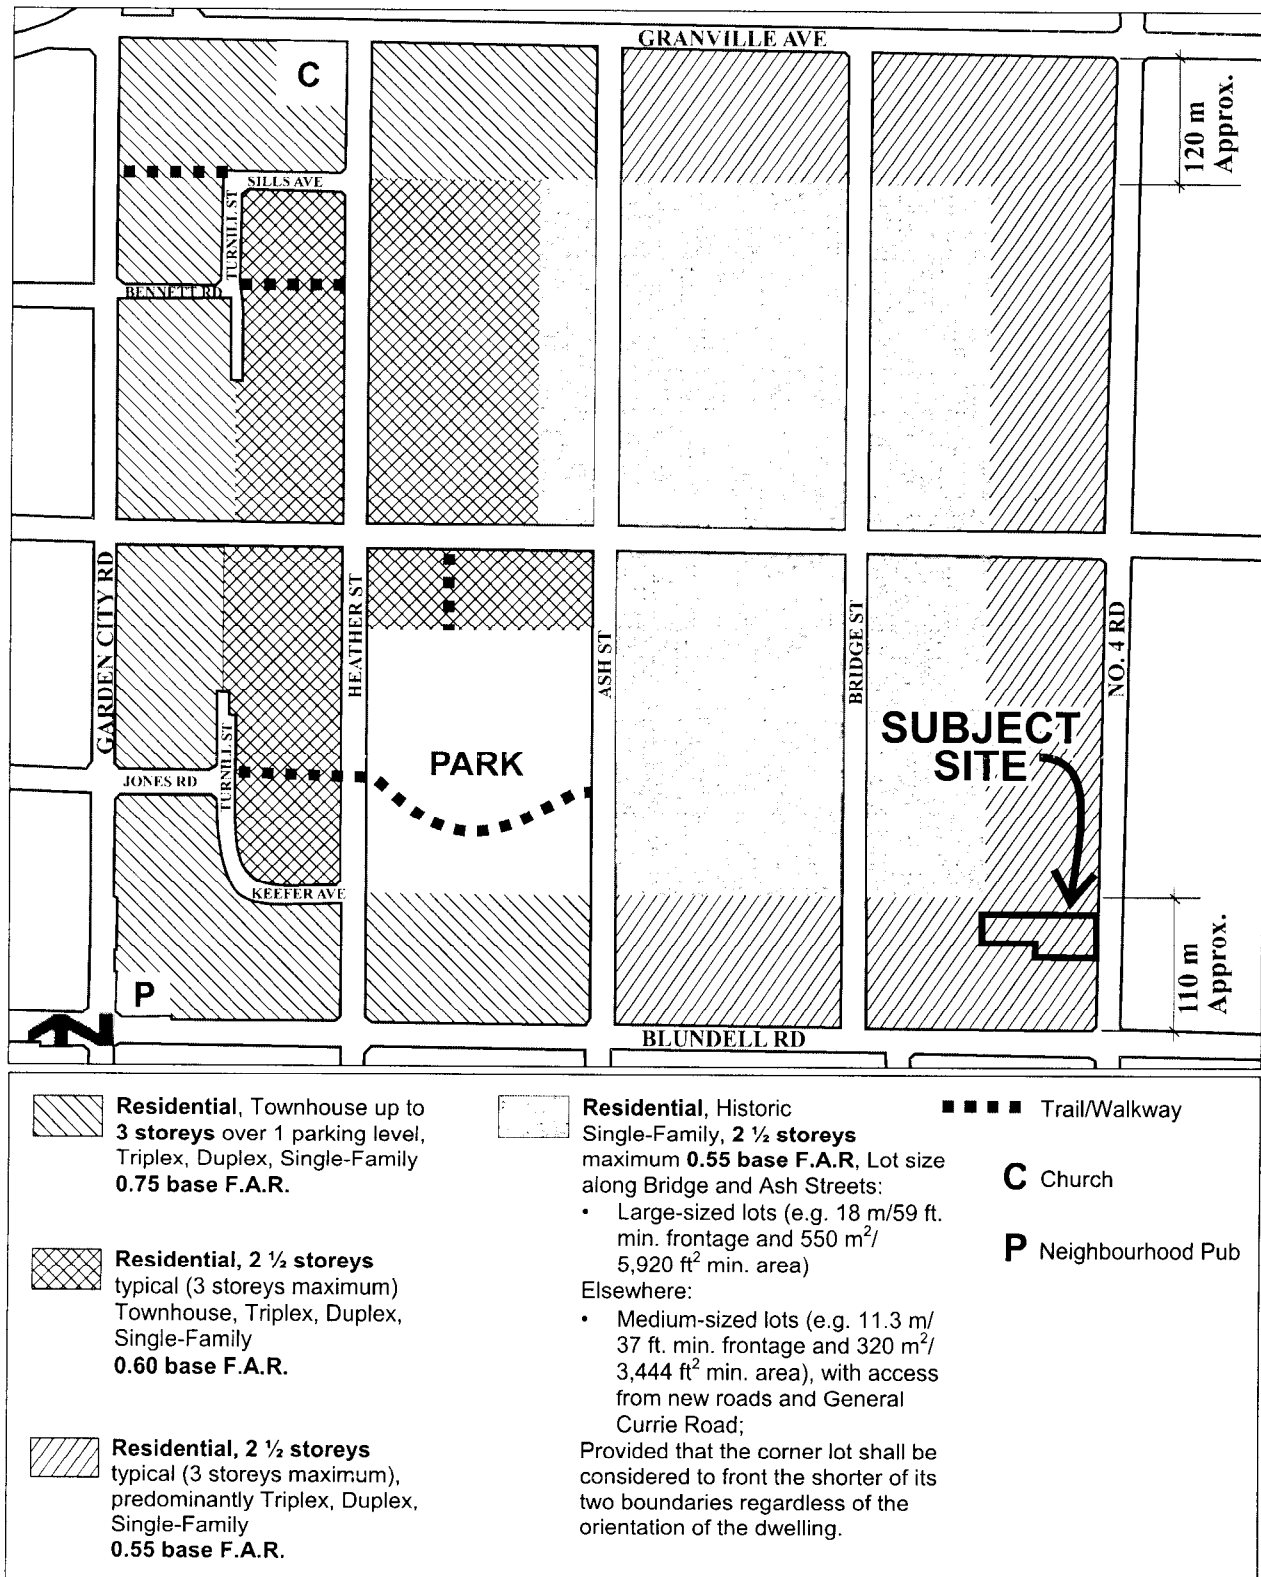 GRANVILLE AVE
C
120 m
Approx.
SILLS AVE
TURNILL ST
BENNETT RD
GARDEN CITY RD
HEATHER ST
ASH ST
BRIDGE ST
NO. 4 RD
SUBJECT
SITE
PARK
JONES RD
TURNILL ST
KEEFER AVE
110 m
Approx.
P
BLUNDELL RD
Residential, Townhouse up to
3 storeys over 1 parking level,
Triplex, Duplex, Single-Family
0.75 base F.A.R.
Residential, 2 ½ storeys
typical (3 storeys maximum)
Townhouse, Triplex, Duplex,
Single-Family
0.60 base F.A.R.
Residential, 2 ½ storeys
typical (3 storeys maximum),
predominantly Triplex, Duplex,
Single-Family
0.55 base F.A.R.
Residential, Historic
Single-Family, 2 ½ storeys
maximum 0.55 base F.A.R, Lot size
along Bridge and Ash Streets:
• Large-sized lots (e.g. 18 m/59 ft.
min. frontage and 550 m²/
5,920 ft² min. area)
Elsewhere:
• Medium-sized lots (e.g. 11.3 m/
37 ft. min. frontage and 320 m²/
3,444 ft² min. area), with access
from new roads and General
Currie Road;
Provided that the corner lot shall be
considered to front the shorter of its
two boundaries regardless of the
orientation of the dwelling.
Trail/Walkway
C Church
P Neighbourhood Pub